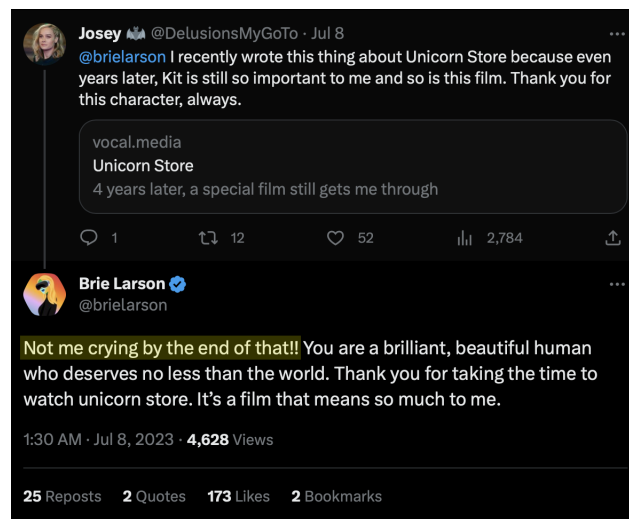 Josey 🦇 @DelusionsMyGoTo · Jul 8
@brielarson I recently wrote this thing about Unicorn Store because even
years later, Kit is still so important to me and so is this film. Thank you for
this character, always.
vocal.media
Unicorn Store
4 years later, a special film still gets me through
1 12 52 2,784
Brie Larson
@brielarson
Not me crying by the end of that!! You are a brilliant, beautiful human
who deserves no less than the world. Thank you for taking the time to
watch unicorn store. It's a film that means so much to me.
1:30 AM · Jul 8, 2023 · 4,628 Views
25 Reposts 2 Quotes 173 Likes 2 Bookmarks